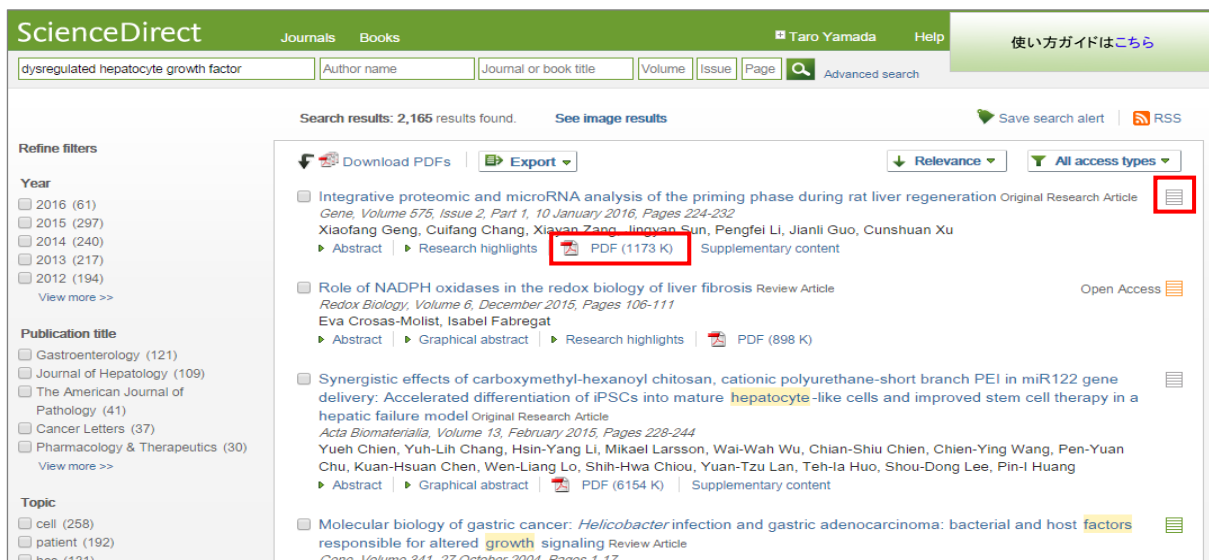 ScienceDirect
Journals Books
Taro Yamada Help
使い方ガイドはこちら
dysregulated hepatocyte growth factor Author name Journal or book title Volume Issue Page Advanced search
Search results: 2,165 results found. See image results Save search alert RSS
Refine filters
Year
2016 (61)
2015 (297)
2014 (240)
2013 (217)
2012 (194)
View more >>
Publication title
Gastroenterology (121)
Journal of Hepatology (109)
The American Journal of
Pathology (41)
Cancer Letters (37)
Pharmacology & Therapeutics (30)
View more >>
Topic
cell (258)
patient (192)
Download PDFs Export Relevance All access types
Integrative proteomic and microRNA analysis of the priming phase during rat liver regeneration Original Research Article
Gene, Volume 575, Issue 2, Part 1, 10 January 2016, Pages 224-232
Xiaofang Geng, Cuifang Chang, Xiayan Zang, Jingyan Sun, Pengfei Li, Jianli Guo, Cunshuan Xu
Abstract Research highlights PDF (1173 K) Supplementary content
Role of NADPH oxidases in the redox biology of liver fibrosis Review Article Open Access
Redox Biology, Volume 6, December 2015, Pages 106-111
Eva Crosas-Molist, Isabel Fabregat
Abstract Graphical abstract Research highlights PDF (898 K)
Synergistic effects of carboxymethyl-hexanoyl chitosan, cationic polyurethane-short branch PEI in miR122 gene
delivery: Accelerated differentiation of iPSCs into mature hepatocyte-like cells and improved stem cell therapy in a
hepatic failure model Original Research Article
Acta Biomaterialia, Volume 13, February 2015, Pages 228-244
Yueh Chien, Yuh-Lih Chang, Hsin-Yang Li, Mikael Larsson, Wai-Wah Wu, Chian-Shiu Chien, Chien-Ying Wang, Pen-Yuan
Chu, Kuan-Hsuan Chen, Wen-Liang Lo, Shih-Hwa Chiou, Yuan-Tzu Lan, Teh-Ia Huo, Shou-Dong Lee, Pin-I Huang
Abstract Graphical abstract PDF (6154 K) Supplementary content
Molecular biology of gastric cancer: Helicobacter infection and gastric adenocarcinoma: bacterial and host factors
responsible for altered growth signaling Review Article
Gene, Volume 341, 27 October 2004, Pages 1-17